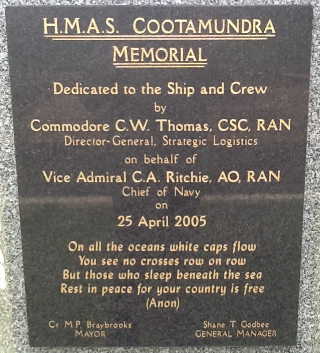 H.M.A.S. COOTAMUNDRA
MEMORIAL
Dedicated to the Ship and Crew
by
Commodore C.W. Thomas, CSC, RAN
Director-General, Strategic Logistics
on behalf of
Vice Admiral C.A. Ritchie, AO, RAN
Chief of Navy
on
25 April 2005
On all the oceans white caps flow
You see no crosses row on row
But those who sleep beneath the sea
Rest in peace for your country is free
(Anon)
Cr M.P. Braybrooks
MAYOR
Shane T Godbee
GENERAL MANAGER